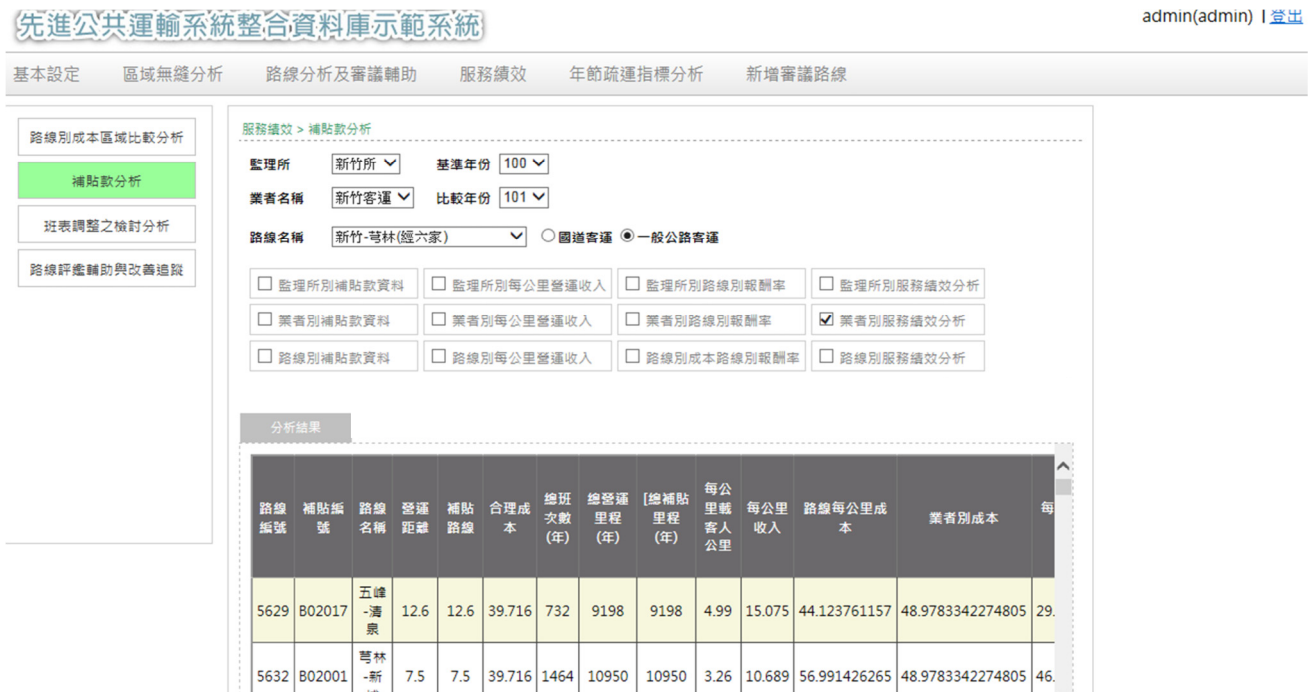 先進公共運輸系統整合資料庫示範系統
admin(admin) | 登出
基本設定 區域無縫分析 路線分析及審議輔助 服務績效 年節疏運指標分析 新增審議路線
路線別成本區域比較分析
補貼款分析
班表調整之檢討分析
路線評鑑輔助與改善追蹤
服務績效 > 補貼款分析
監理所 新竹所 基準年份 100
業者名稱 新竹客運 比較年份 101
路線名稱 新竹-芎林(經六家) 國道客運 一般公路客運
監理所別補貼款資料 監理所別每公里營運收入 監理所別路線別報酬率 監理所別服務績效分析
業者別補貼款資料 業者別每公里營運收入 業者別路線別報酬率 業者別服務績效分析
路線別補貼款資料 路線別每公里營運收入 路線別成本路線別報酬率 路線別服務績效分析
分析結果
路線編號 補貼編號 路線名稱 營運距離 補貼路線 合理成本 總班次數(年) 總營運里程(年) [總補貼里程(年) 每公里載客人公里 每公里收入 路線每公里成本 業者別成本 每
5629 B02017 五峰-清泉 12.6 12.6 39.716 732 9198 9198 4.99 15.075 44.123761157 48.9783342274805 29.
5632 B02001 芎林-新 7.5 7.5 39.716 1464 10950 10950 3.26 10.689 56.991426265 48.9783342274805 46.